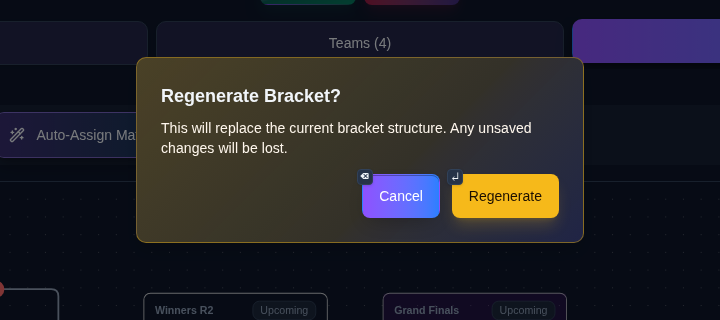 Teams (4)
Regenerate Bracket?
This will replace the current bracket structure. Any unsaved
changes will be lost.
Auto-Assign Ma
Cancel
Regenerate
Winners R2
Upcoming
Grand Finals
Upcoming